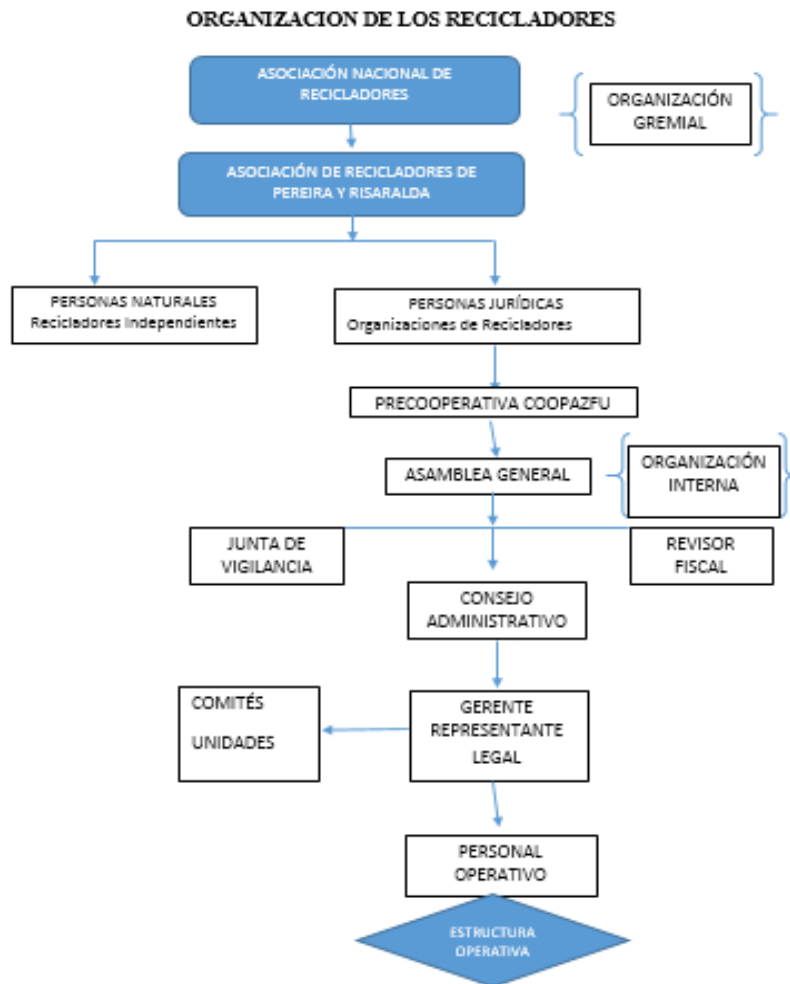 ORGANIZACION DE LOS RECICLADORES
ASOCIACIÓN NACIONAL DE
RECICLADORES
ORGANIZACIÓN
GREMIAL
ASOCIACIÓN DE RECICLADORES DE
PEREIRA Y RISARALDA
PERSONAS NATURALES
Recicladores Independientes
PERSONAS JURÍDICAS
Organizaciones de Recicladores
PRECOOPERATIVA COOPAZFU
ASAMBLEA GENERAL
ORGANIZACIÓN
INTERNA
JUNTA DE
VIGILANCIA
REVISOR
FISCAL
CONSEJO
ADMINISTRATIVO
COMITÉS
UNIDADES
GERENTE
REPRESENTANTE
LEGAL
PERSONAL
OPERATIVO
ESTRUCTURA
OPERATIVA